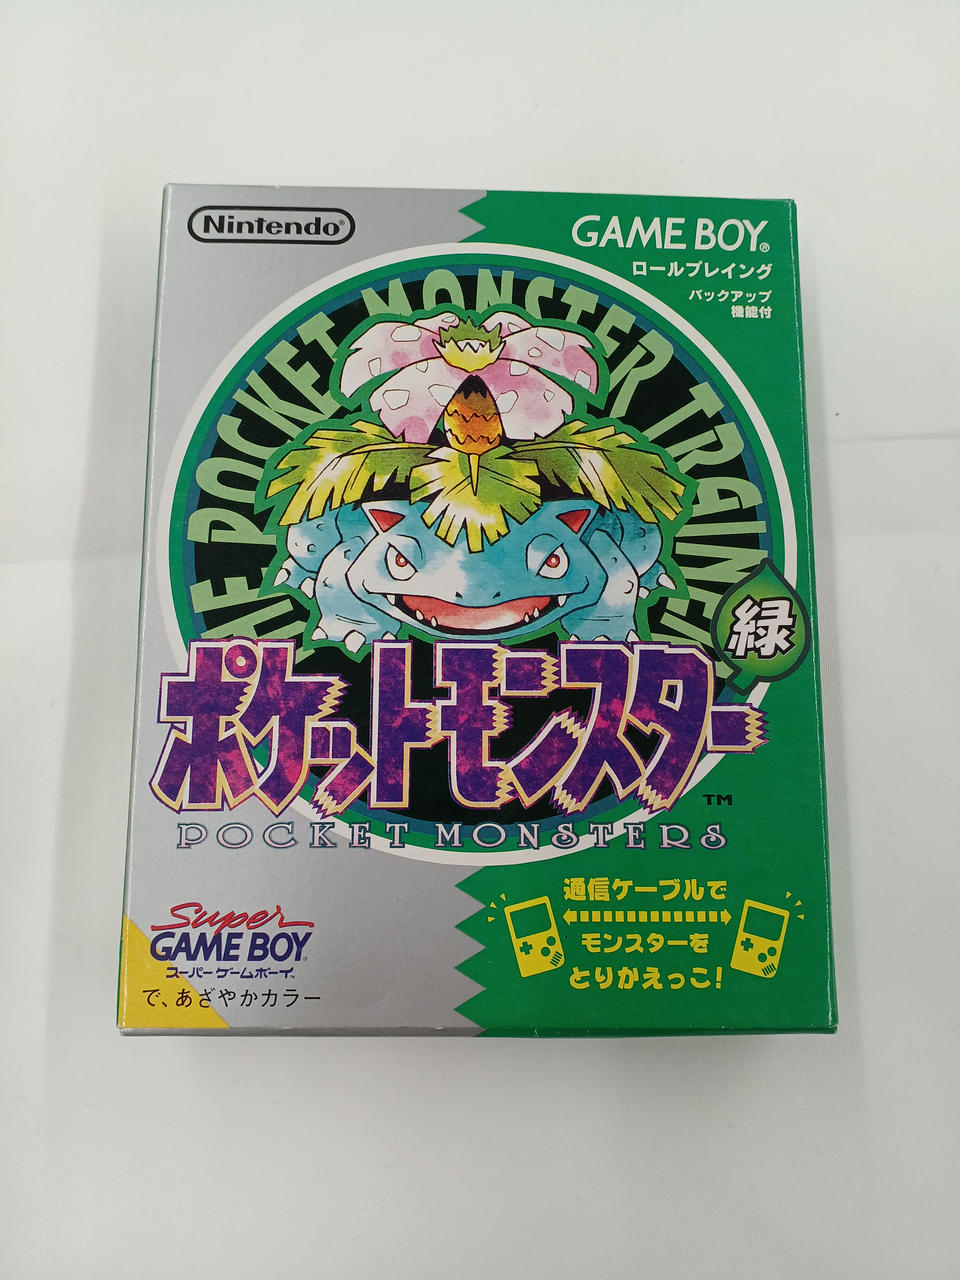 Nintendo®
GAME BOY®
ロールプレイング
バックアップ
機能付
THE POCKET MONSTER TRAINER
緑
ポケットモンスター
TM
POCKET MONSTERS
Super
GAME BOY®
スーパーゲームボーイ™
で、あざやかカラー
通信ケーブルで
モンスターを
とりかえっこ!